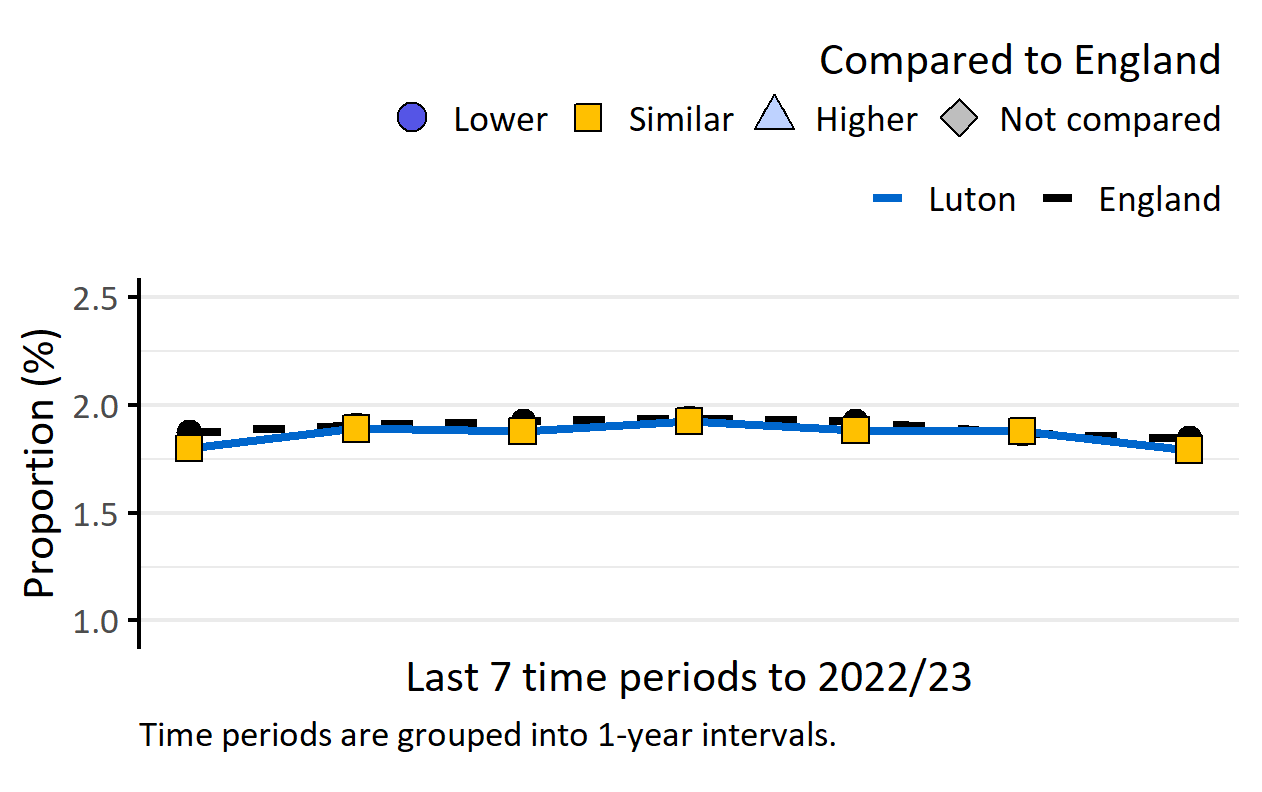 Compared to England
Lower Similar Higher Not compared
Luton England
Proportion (%)
2.5
2.0
1.5
1.0
Last 7 time periods to 2022/23
Time periods are grouped into 1-year intervals.